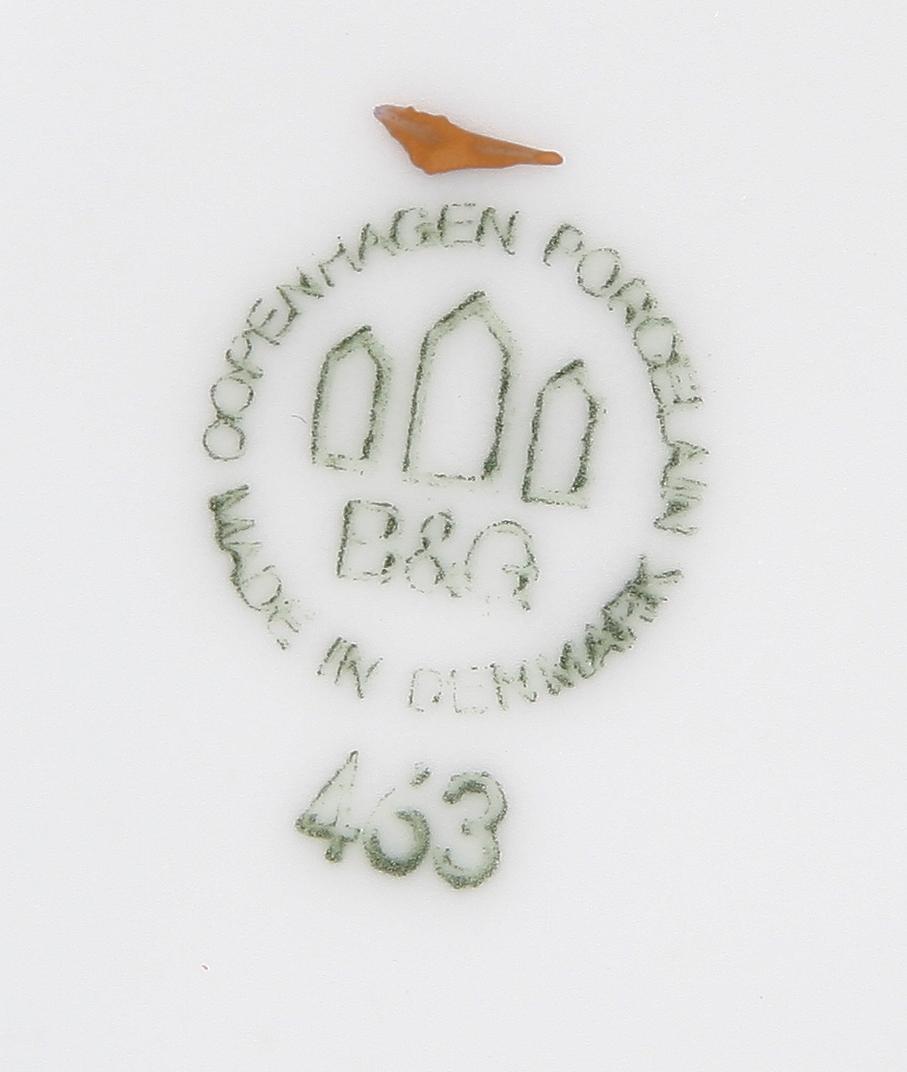 COPENHAGEN PORCELAIN
B&G
MADE IN DENMARK
463